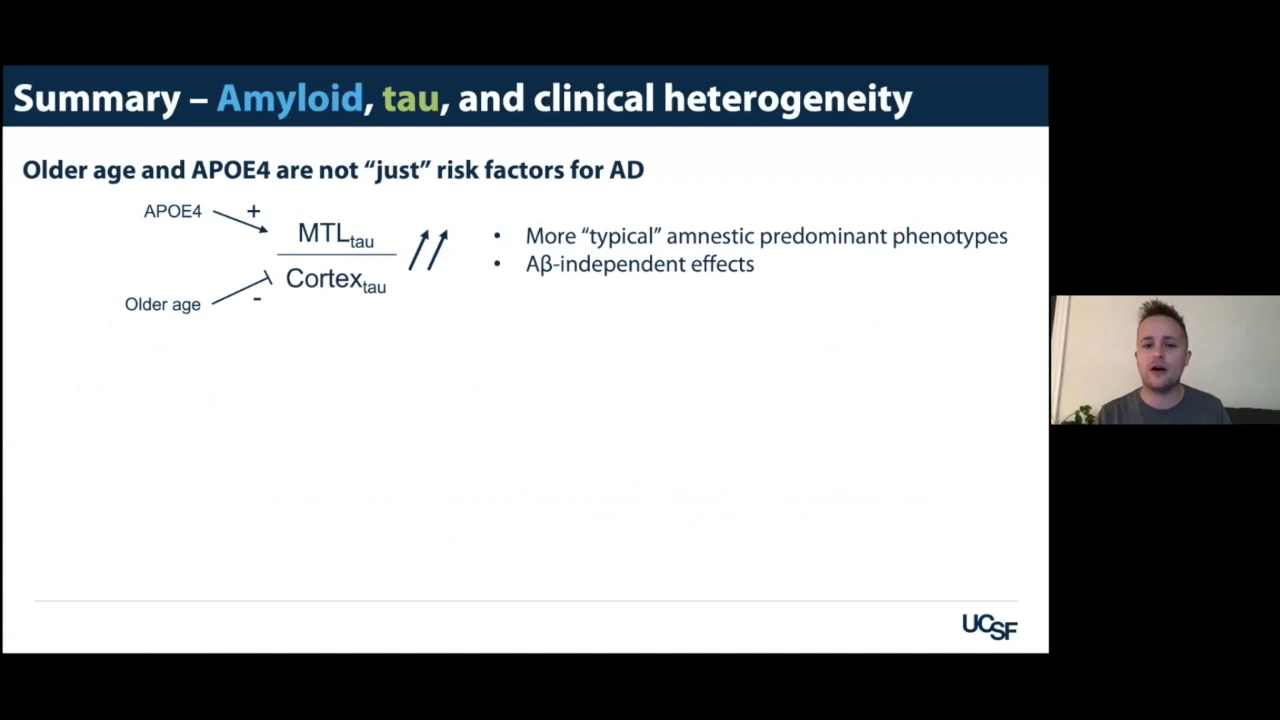 Summary – Amyloid, tau, and clinical heterogeneity
Older age and APOE4 are not “just” risk factors for AD
APOE4
+
MTLtau
Cortextau
Older age
-
• More “typical” amnestic predominant phenotypes
• Aβ-independent effects
UCSF